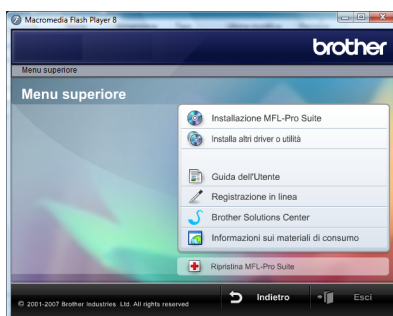 Macromedia Flash Player 8
brother
Menu superiore
Menu superiore
Installazione MFL-Pro Suite
Installa altri driver o utilità
Guida dell'Utente
Registrazione in linea
Brother Solutions Center
Informazioni sui materiali di consumo
Ripristina MFL-Pro Suite
© 2001-2007 Brother Industries Ltd. All rights reserved
Indietro
Esci